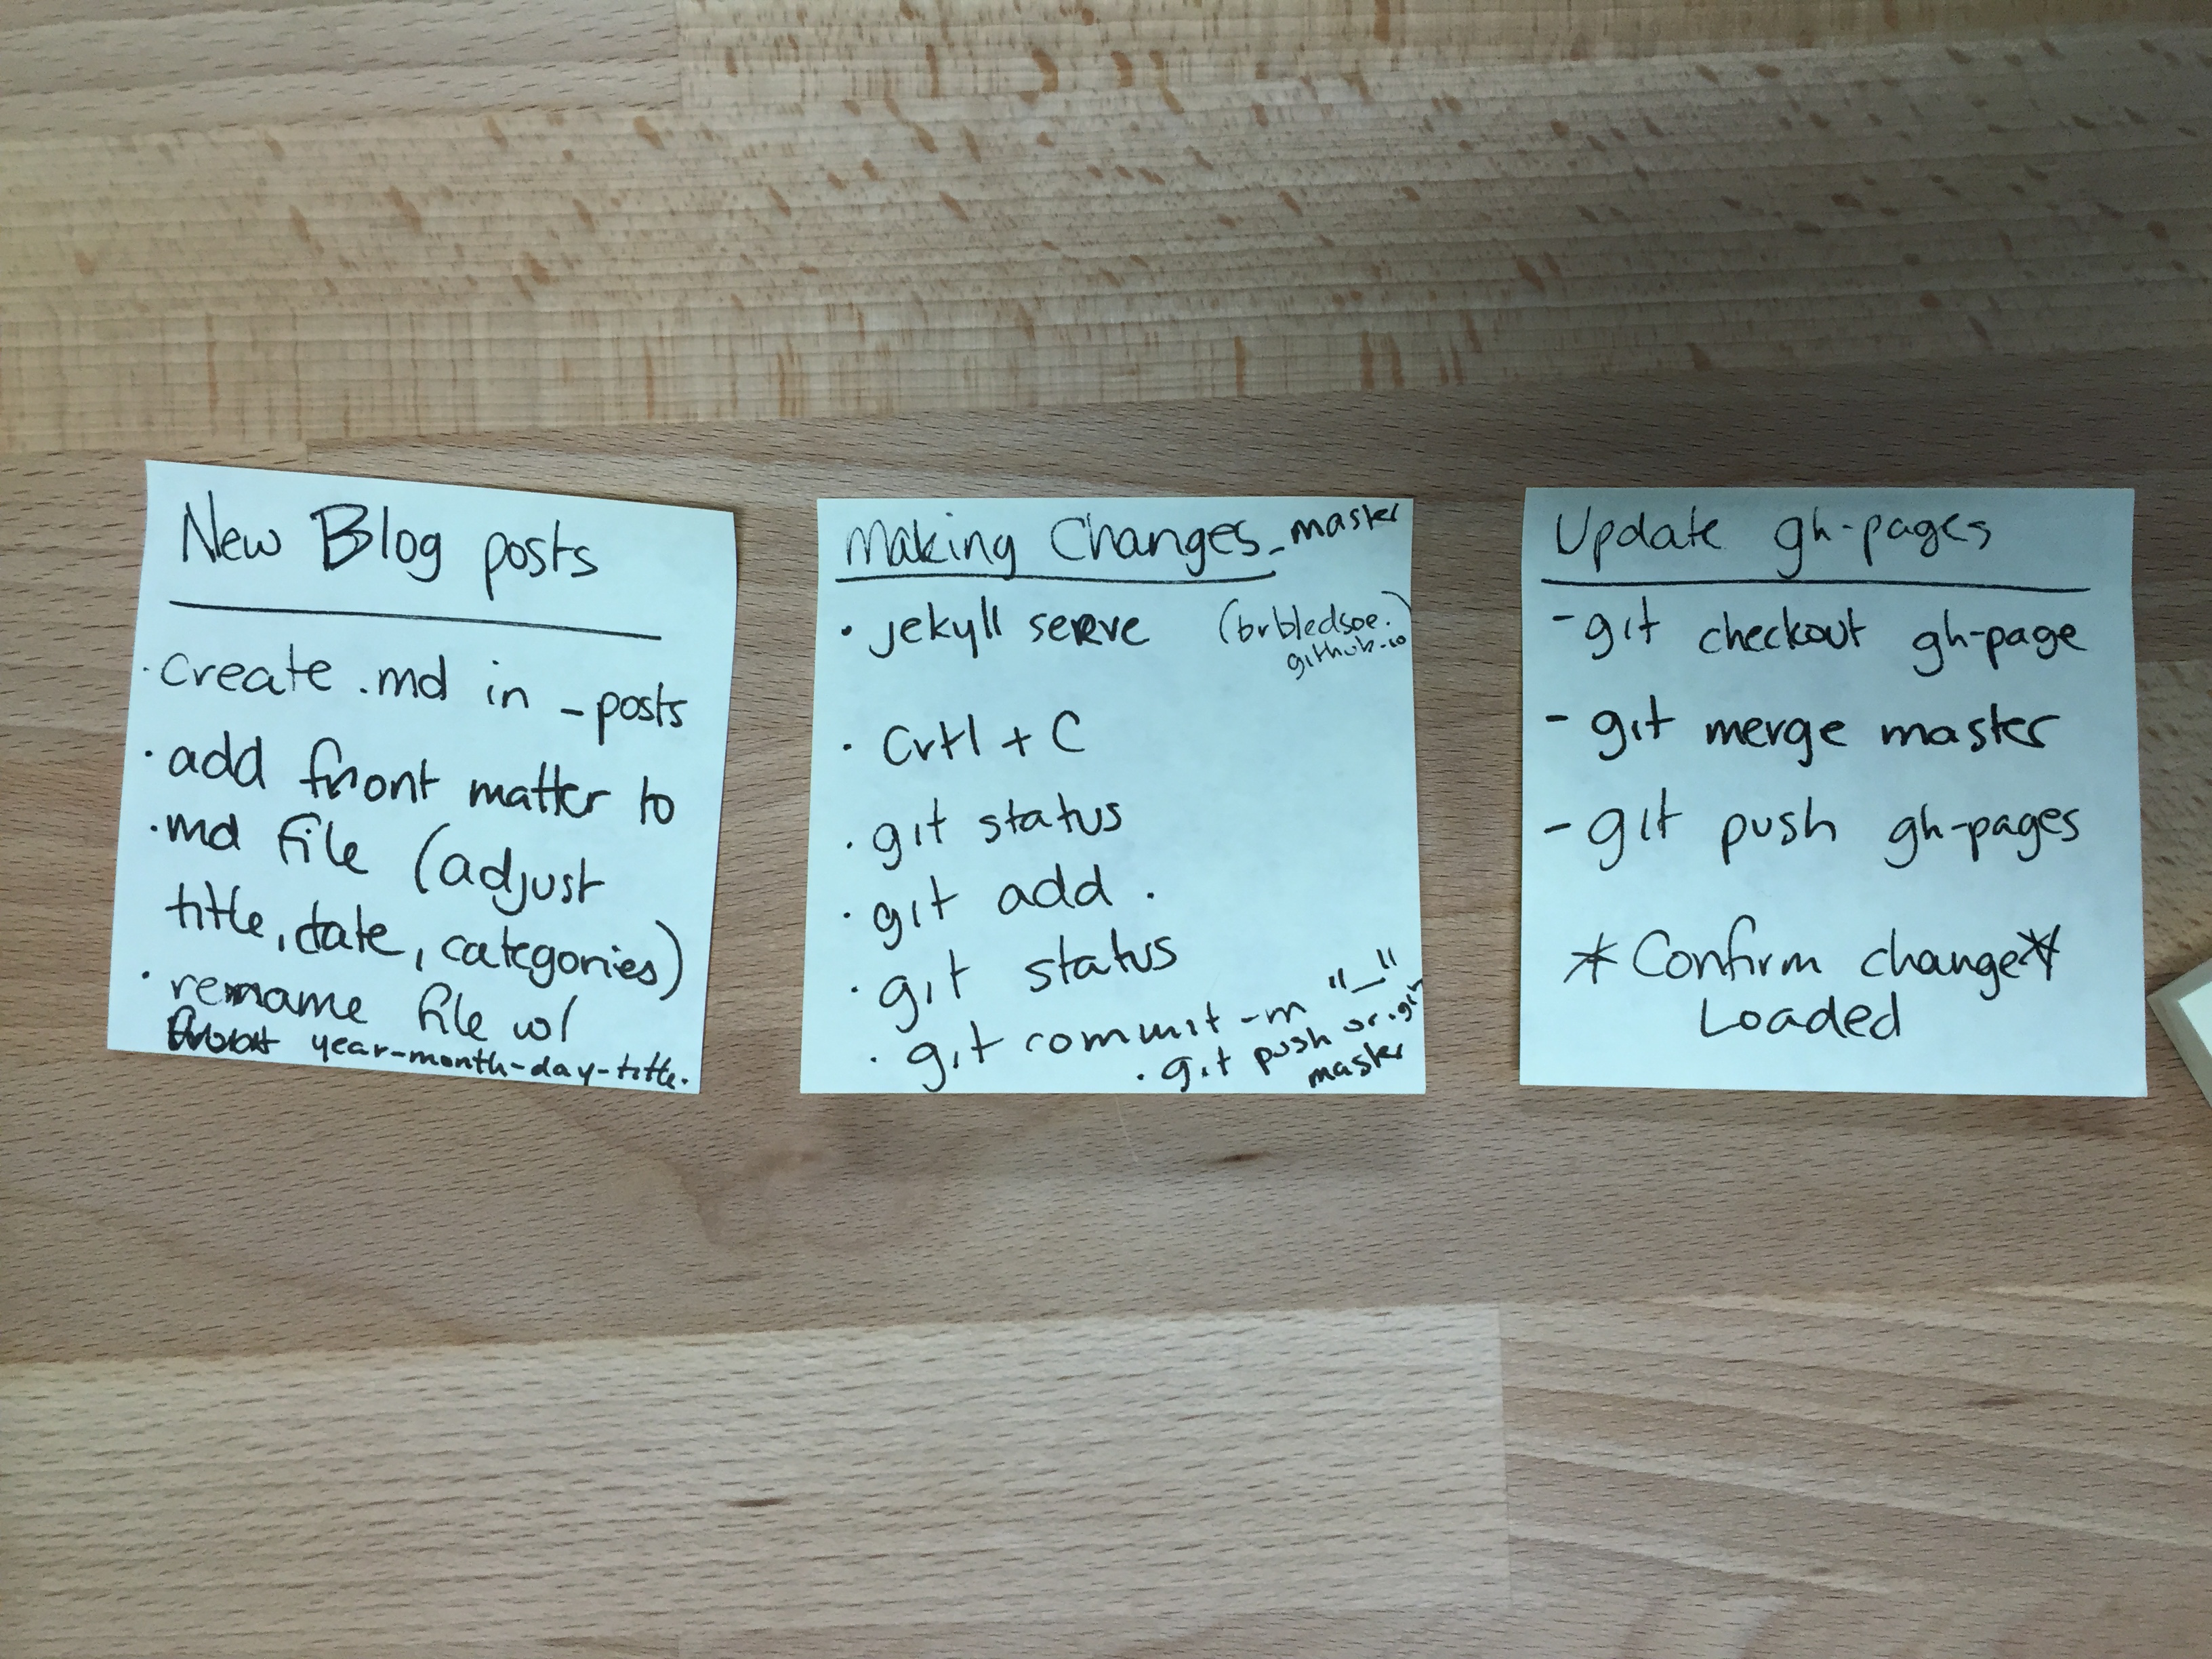 New Blog posts
· create .md in _posts
· add front matter to
.md file (adjust
title, date, categories)
· rename file w/
year-month-day-title.
Making Changes - master
· jekyll serve (brbledsoe.
github.io)
· Crtl + C
· git status
· git add .
· git status
· git commit -m "_"
· git push origin
master
Update gh-pages
- git checkout gh-page
- git merge master
- git push gh-pages
* Confirm change *
Loaded